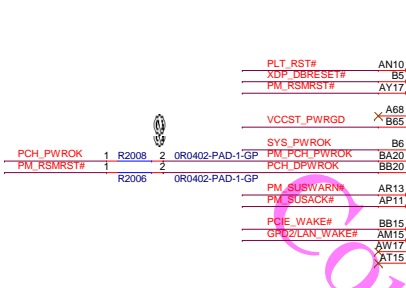 PLT_RST# AN10
XDP_DBRESET# B5
PM_RSMRST# AY17
A68
VCCST_PWRGD B65
SYS_PWROK B6
PCH_PWROK 1 R2008 2 0R0402-PAD-1-GP PM_PCH_PWROK BA20
PM_RSMRST# 1 2 PCH_DPWROK BB20
R2006 0R0402-PAD-1-GP
PM_SUSWARN# AR13
PM_SUSACK# AP11
PCIE_WAKE# BB15
GPD2/LAN_WAKE# AM15
AW17
AT15
Co